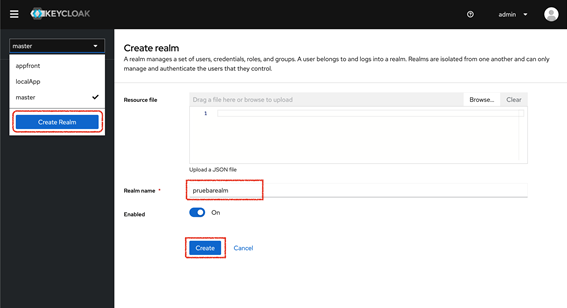 KEYCLOAK
admin
master
appfront
localApp
master
Create Realm
Create realm
A realm manages a set of users, credentials, roles, and groups. A user belongs to and logs into a realm. Realms are isolated from one another and can only
manage and authenticate the users that they control.
Resource file
Drag a file here or browse to upload
Browse...
Clear
1
Upload a JSON file
Realm name *
pruebarealm
Enabled
On
Create
Cancel